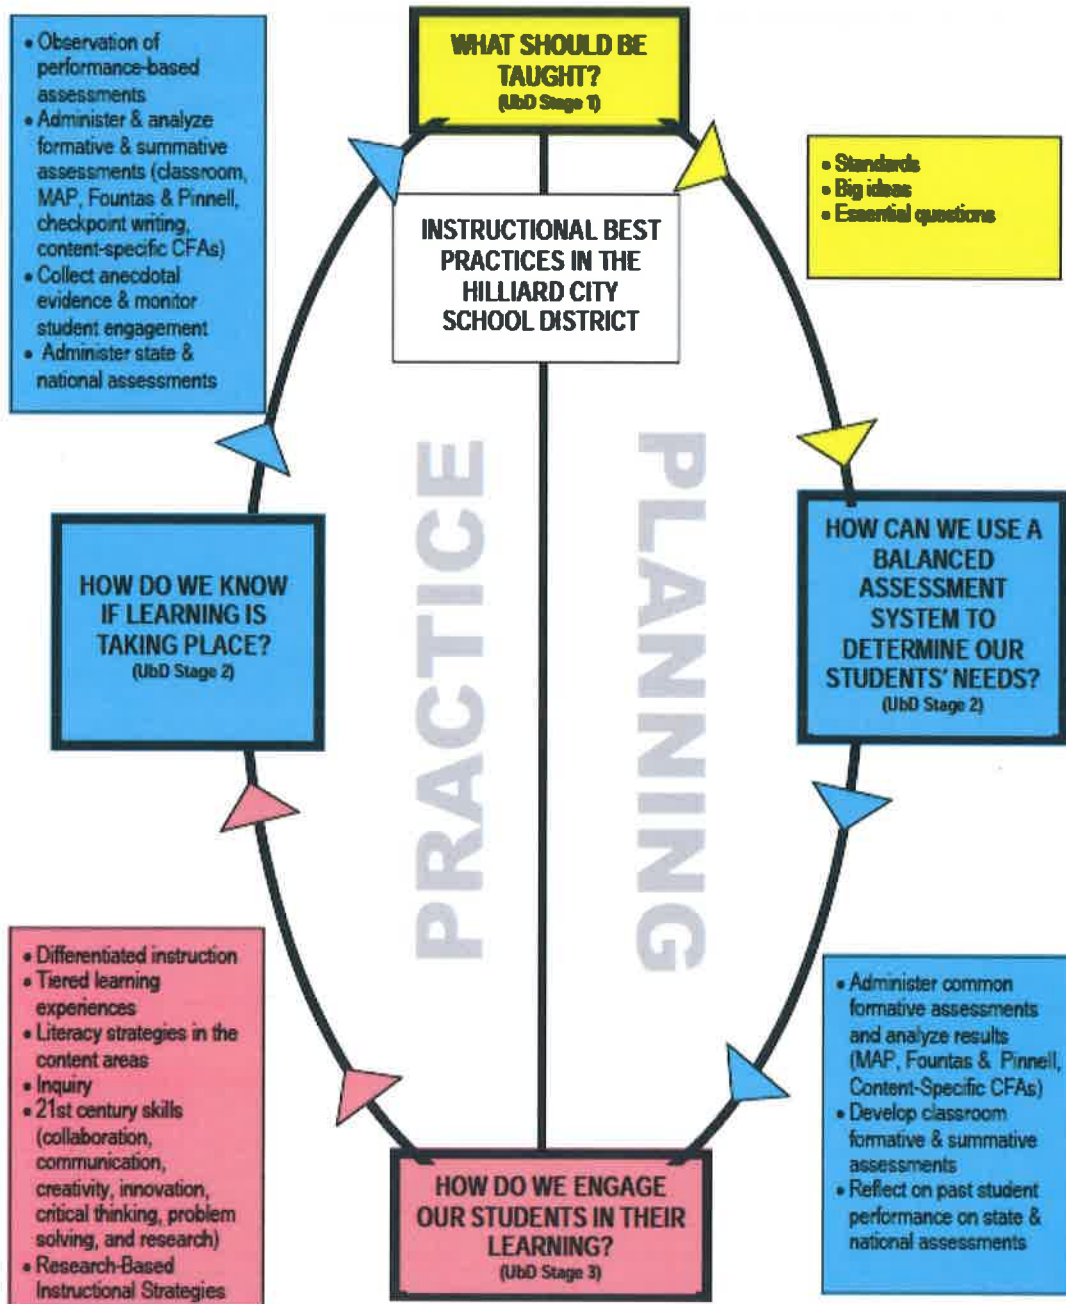 • Observation of
performance-based
assessments
• Administer & analyze
formative & summative
assessments (classroom,
MAP, Fountas & Pinnell,
checkpoint writing,
content-specific CFAs)
• Collect anecdotal
evidence & monitor
student engagement
• Administer state &
national assessments
WHAT SHOULD BE
TAUGHT?
(UbD Stage 1)
• Standards
• Big ideas
• Essential questions
INSTRUCTIONAL BEST
PRACTICES IN THE
HILLIARD CITY
SCHOOL DISTRICT
HOW DO WE KNOW
IF LEARNING IS
TAKING PLACE?
(UbD Stage 2)
PRACTICE
PLANNING
HOW CAN WE USE A
BALANCED
ASSESSMENT
SYSTEM TO
DETERMINE OUR
STUDENTS' NEEDS?
(UbD Stage 2)
• Differentiated instruction
• Tiered learning
experiences
• Literacy strategies in the
content areas
• Inquiry
• 21st century skills
(collaboration,
communication,
creativity, innovation,
critical thinking, problem
solving, and research)
• Research-Based
Instructional Strategies
HOW DO WE ENGAGE
OUR STUDENTS IN THEIR
LEARNING?
(UbD Stage 3)
• Administer common
formative assessments
and analyze results
(MAP, Fountas & Pinnell,
Content-Specific CFAs)
• Develop classroom
formative & summative
assessments
• Reflect on past student
performance on state &
national assessments